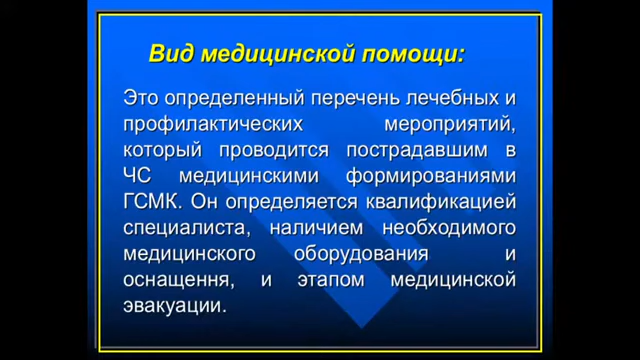 Вид медицинской помощи:
Это определенный перечень лечебных и
профилактических мероприятий,
который проводится пострадавшим в
ЧС медицинскими формированиями
ГСМК. Он определяется квалификацией
специалиста, наличием необходимого
медицинского оборудования и
оснащення, и этапом медицинской
эвакуации.